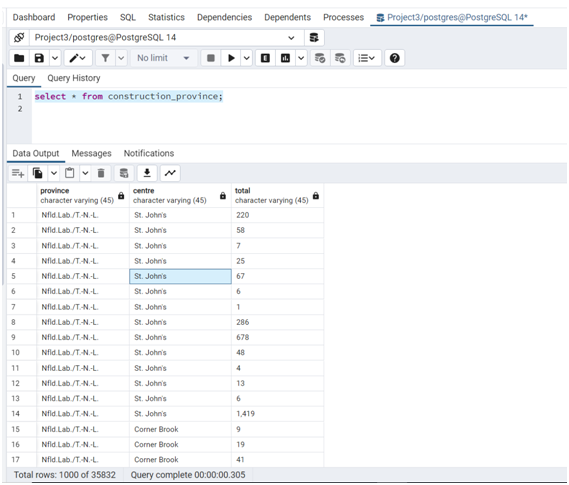 Dashboard Properties SQL Statistics Dependencies Dependents Processes Project3/postgres@PostgreSQL 14*
Project3/postgres@PostgreSQL 14
No limit
Query Query History
1 select * from construction_province;
2
Data Output Messages Notifications
province centre total
character varying (45) character varying (45) character varying (45)
1 Nfld.Lab./T.-N.-L. St. John's 220
2 Nfld.Lab./T.-N.-L. St. John's 58
3 Nfld.Lab./T.-N.-L. St. John's 7
4 Nfld.Lab./T.-N.-L. St. John's 25
5 Nfld.Lab./T.-N.-L. St. John's 67
6 Nfld.Lab./T.-N.-L. St. John's 6
7 Nfld.Lab./T.-N.-L. St. John's 1
8 Nfld.Lab./T.-N.-L. St. John's 286
9 Nfld.Lab./T.-N.-L. St. John's 678
10 Nfld.Lab./T.-N.-L. St. John's 48
11 Nfld.Lab./T.-N.-L. St. John's 4
12 Nfld.Lab./T.-N.-L. St. John's 13
13 Nfld.Lab./T.-N.-L. St. John's 6
14 Nfld.Lab./T.-N.-L. St. John's 1,419
15 Nfld.Lab./T.-N.-L. Corner Brook 9
16 Nfld.Lab./T.-N.-L. Corner Brook 19
17 Nfld.Lab./T.-N.-L. Corner Brook 41
Total rows: 1000 of 35832 Query complete 00:00:00.305